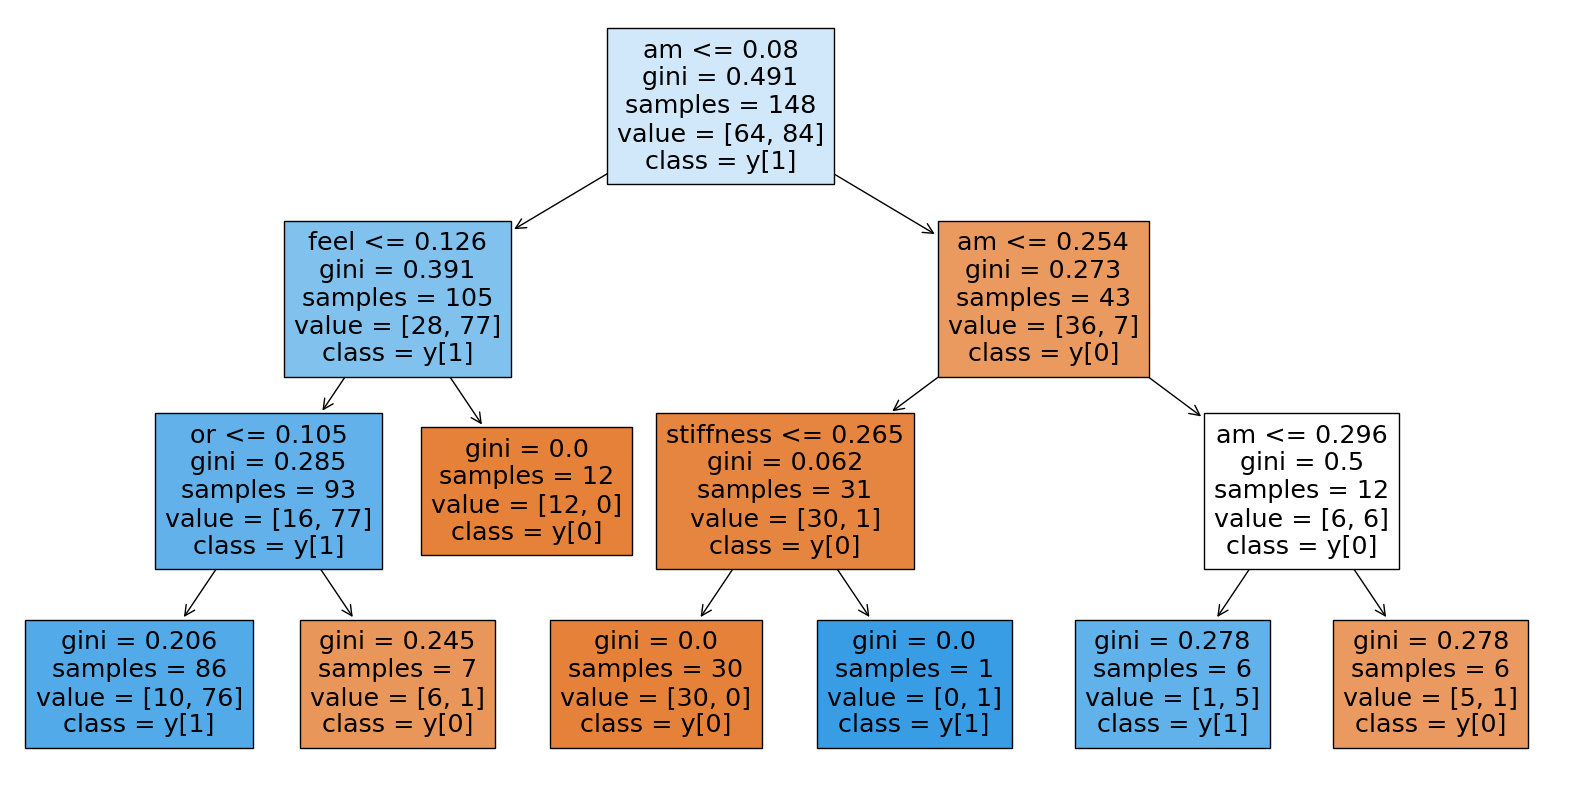 am <= 0.08
gini = 0.491
samples = 148
value = [64, 84]
class = y[1]
feel <= 0.126
gini = 0.391
samples = 105
value = [28, 77]
class = y[1]
am <= 0.254
gini = 0.273
samples = 43
value = [36, 7]
class = y[0]
or <= 0.105
gini = 0.285
samples = 93
value = [16, 77]
class = y[1]
gini = 0.0
samples = 12
value = [12, 0]
class = y[0]
stiffness <= 0.265
gini = 0.062
samples = 31
value = [30, 1]
class = y[0]
am <= 0.296
gini = 0.5
samples = 12
value = [6, 6]
class = y[0]
gini = 0.206
samples = 86
value = [10, 76]
class = y[1]
gini = 0.245
samples = 7
value = [6, 1]
class = y[0]
gini = 0.0
samples = 30
value = [30, 0]
class = y[0]
gini = 0.0
samples = 1
value = [0, 1]
class = y[1]
gini = 0.278
samples = 6
value = [1, 5]
class = y[1]
gini = 0.278
samples = 6
value = [5, 1]
class = y[0]